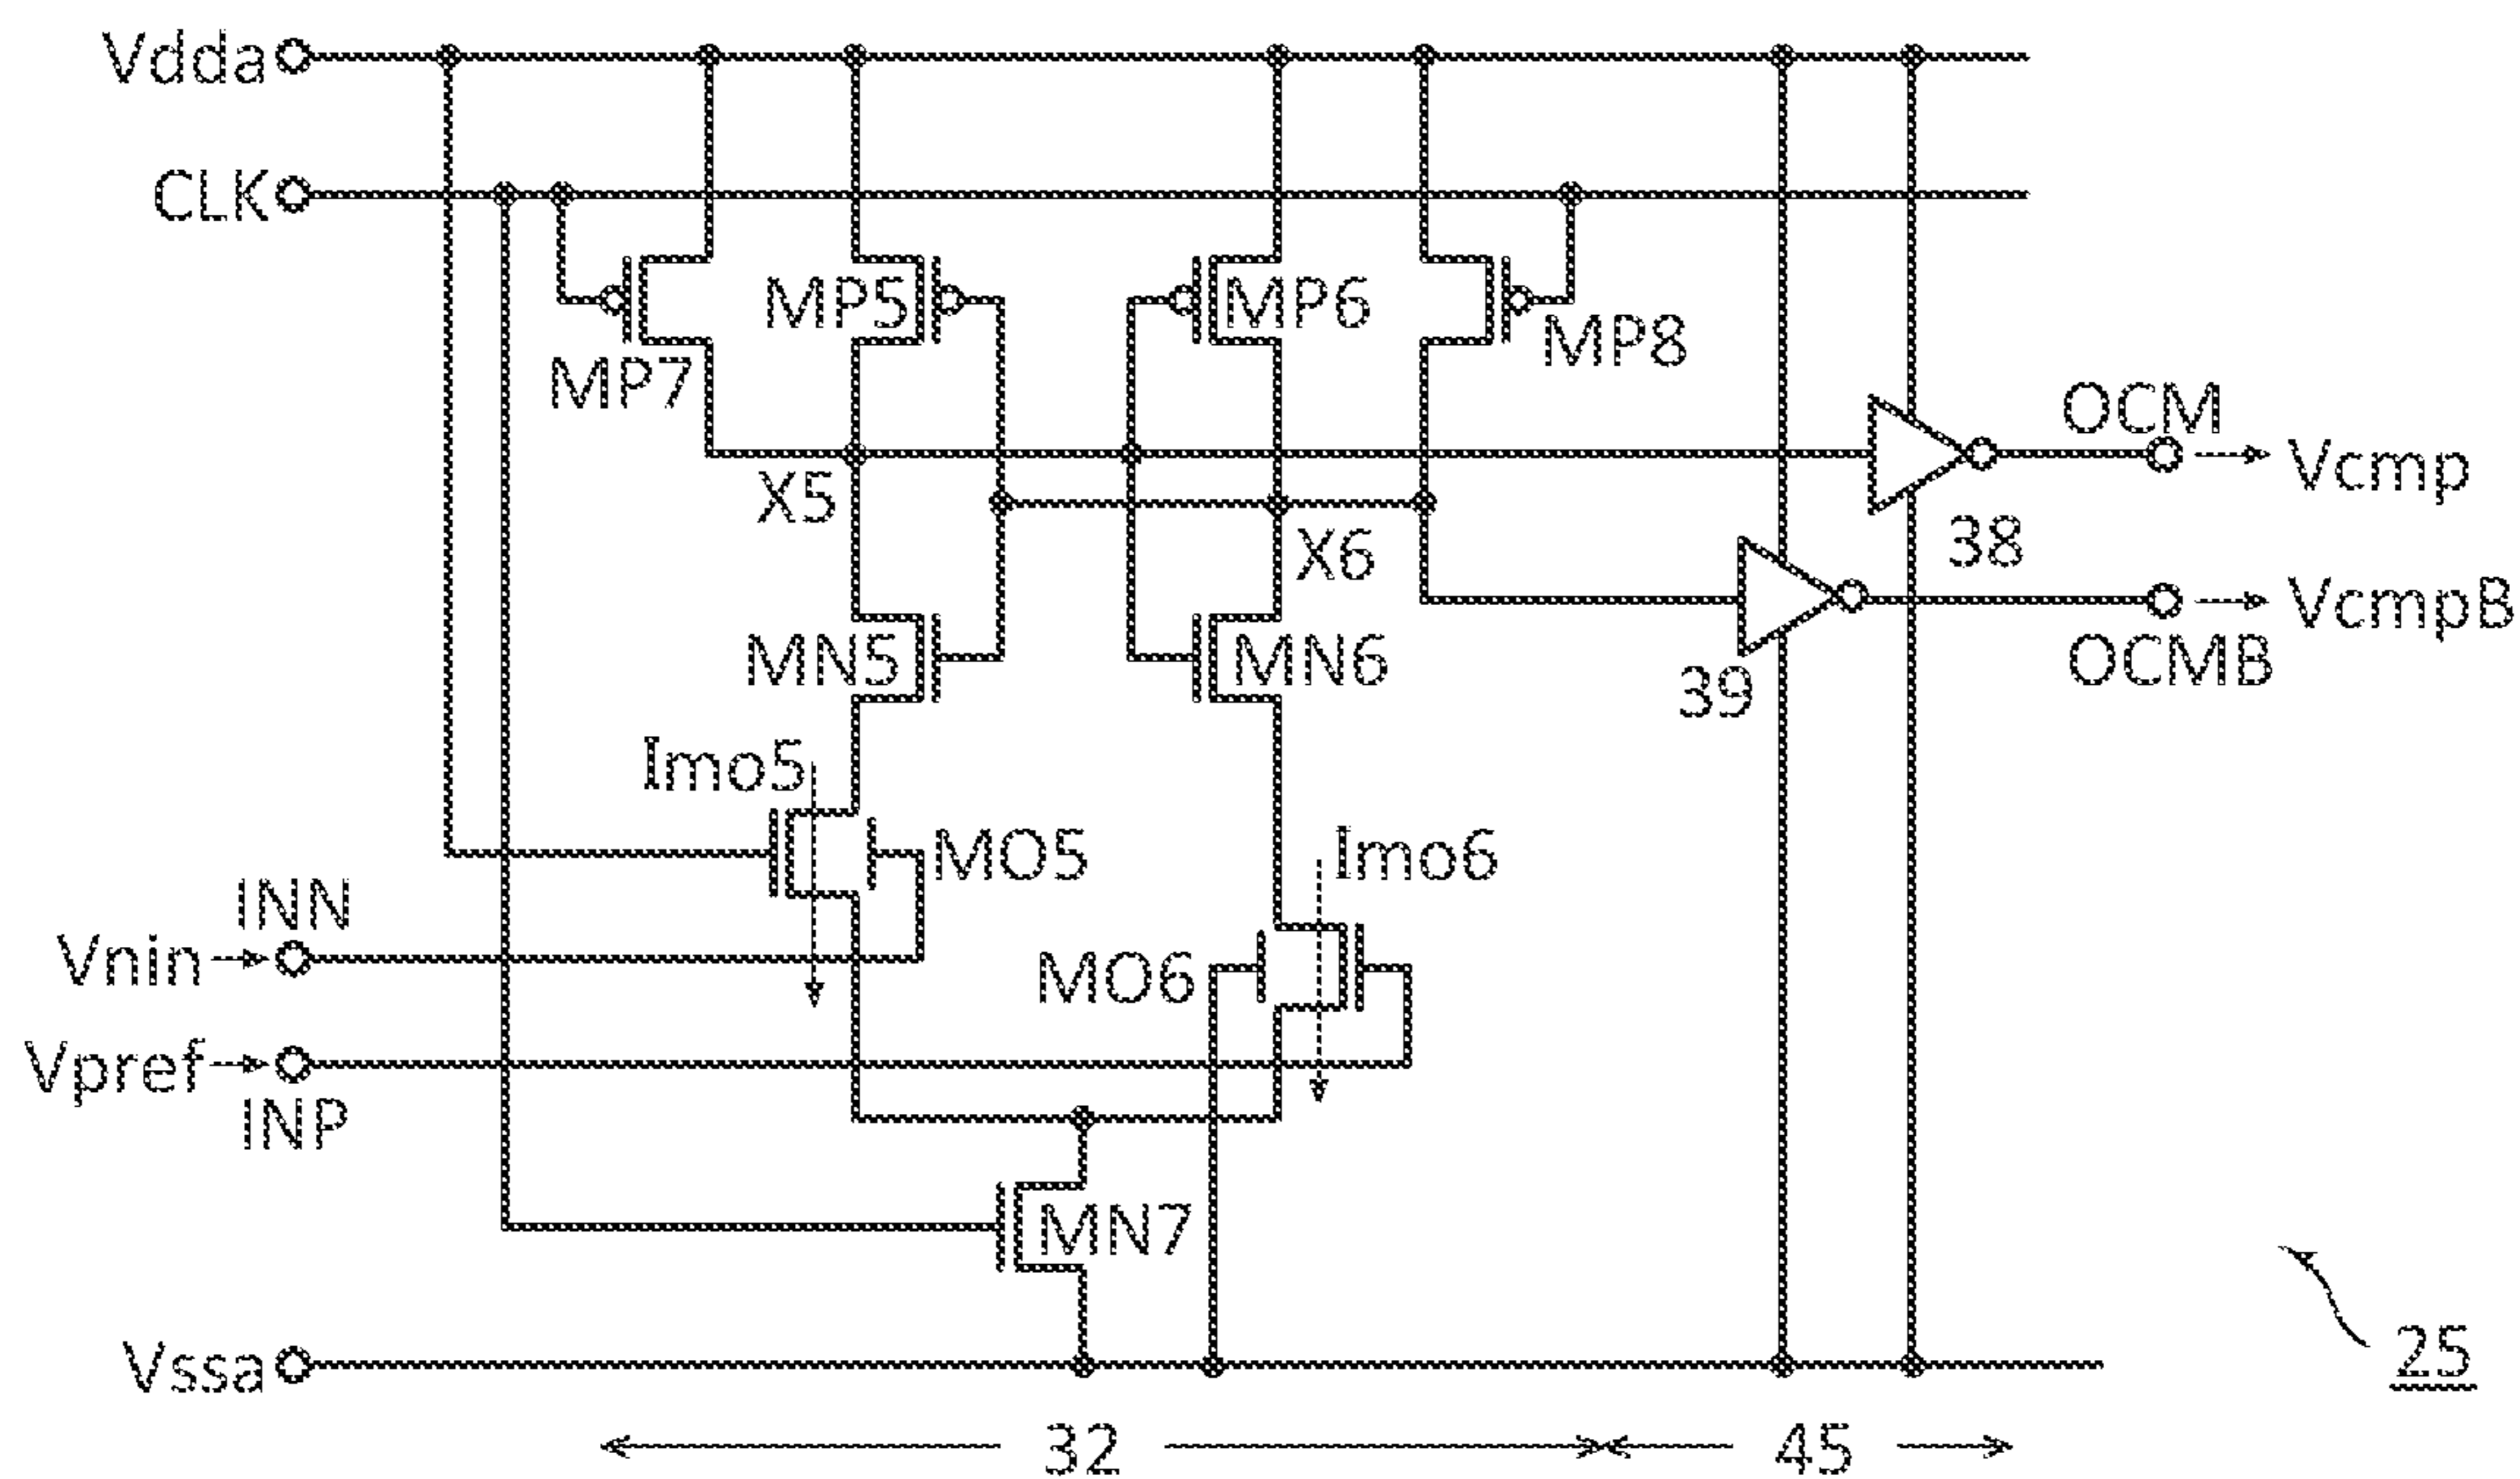 Vdda
CLK
MP5
MP6
MP8
MP7
OCM
Vcmp
X5
X6
38
VcmpB
MN5
MN6
OCMB
39
Imo5
MO5
Imo6
INN
Vnin
MO6
Vpref
INP
MN7
Vssa
25
32
45